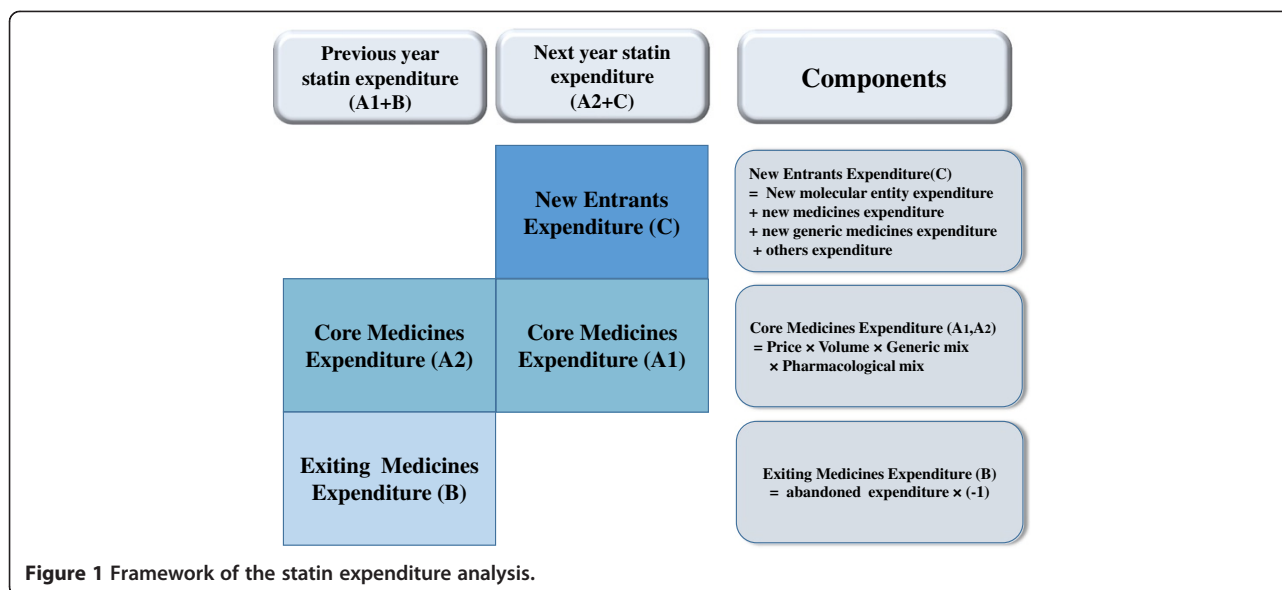 Previous year
statin expenditure
(A1+B)
Next year statin
expenditure
(A2+C)
Components
New Entrants
Expenditure (C)
New Entrants Expenditure(C)
= New molecular entity expenditure
+ new medicines expenditure
+ new generic medicines expenditure
+ others expenditure
Core Medicines
Expenditure (A2)
Core Medicines
Expenditure (A1)
Core Medicines Expenditure (A1,A2)
= Price × Volume × Generic mix
× Pharmacological mix
Exiting Medicines
Expenditure (B)
Exiting Medicines Expenditure (B)
= abandoned expenditure × (-1)
Figure 1 Framework of the statin expenditure analysis.